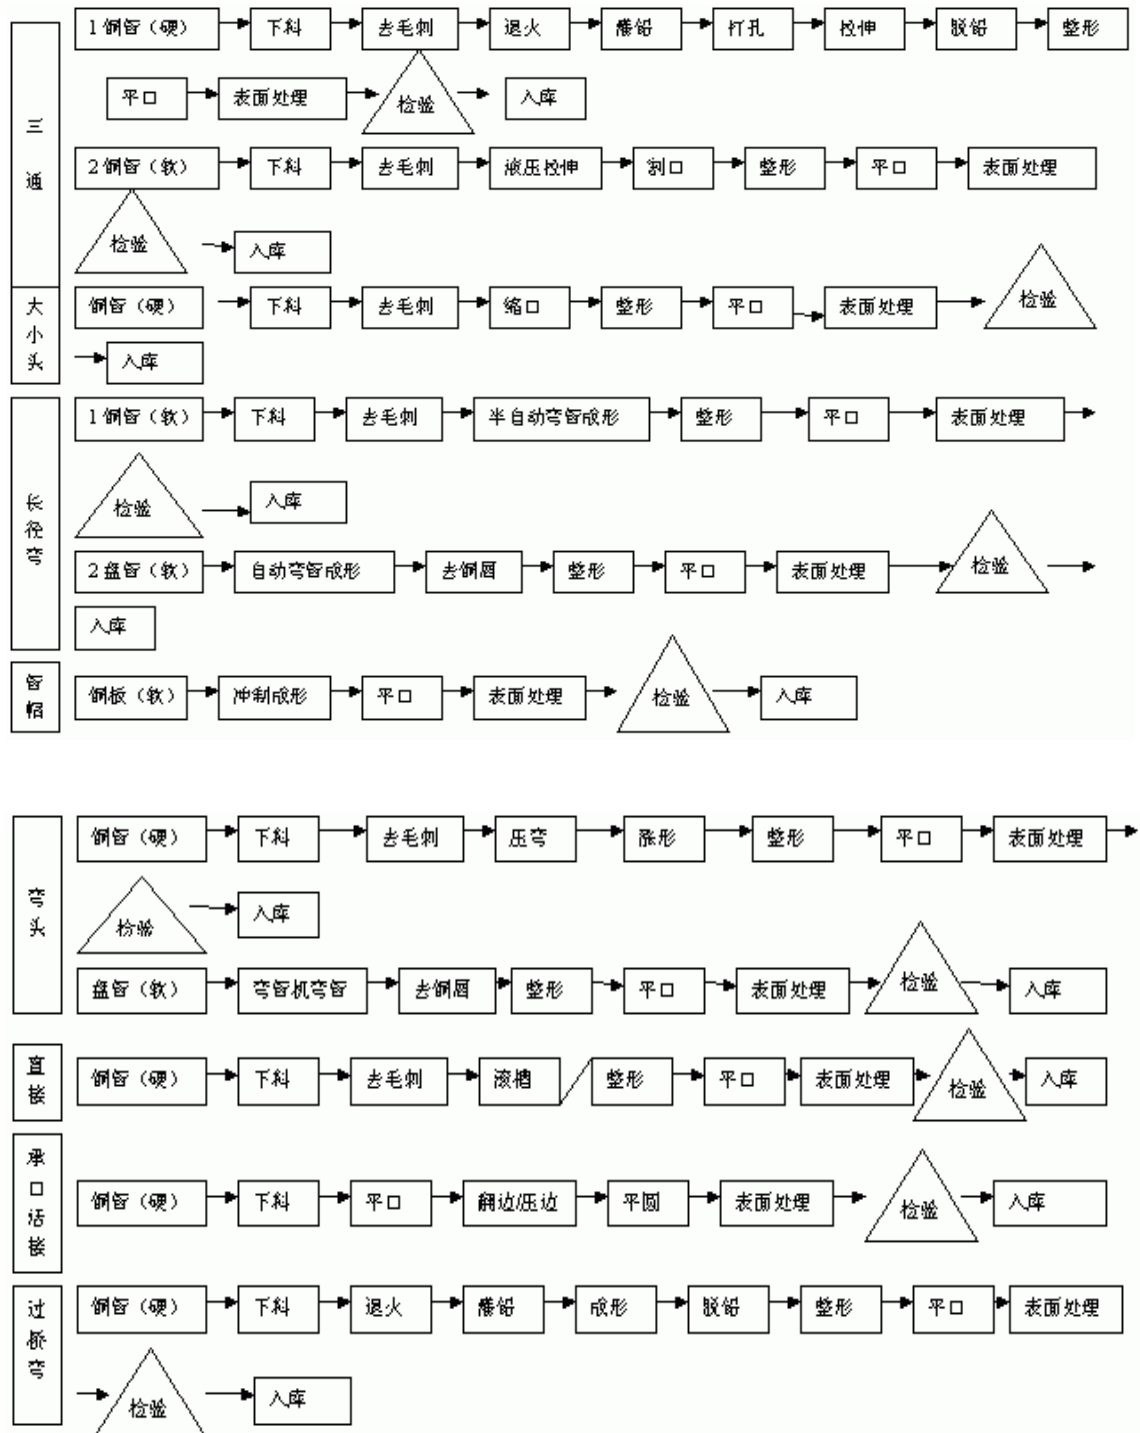 三通
1铜管（硬） 下料 去毛刺 退火 灌铅 打孔 拉伸 脱铅 整形
平口 表面处理 检验 入库
2铜管（软） 下料 去毛刺 液压拉伸 割口 整形 平口 表面处理
检验 入库
大小头
铜管（硬） 下料 去毛刺 缩口 整形 平口 表面处理 检验
入库
长径弯
1铜管（软） 下料 去毛刺 半自动弯管成形 整形 平口 表面处理
检验 入库
2盘管（软） 自动弯管成形 去铜屑 整形 平口 表面处理 检验
入库
管帽
铜板（软） 冲制成形 平口 表面处理 检验 入库
弯头
铜管（硬） 下料 去毛刺 压弯 涨形 整形 平口 表面处理
检验 入库
盘管（软） 弯管机弯管 去铜屑 整形 平口 表面处理 检验 入库
直接
铜管（硬） 下料 去毛刺 滚槽 整形 平口 表面处理 检验 入库
承口活接
铜管（硬） 下料 平口 翻边/压边 平圆 表面处理 检验 入库
过桥弯
铜管（硬） 下料 退火 灌铅 成形 脱铅 整形 平口 表面处理
检验 入库